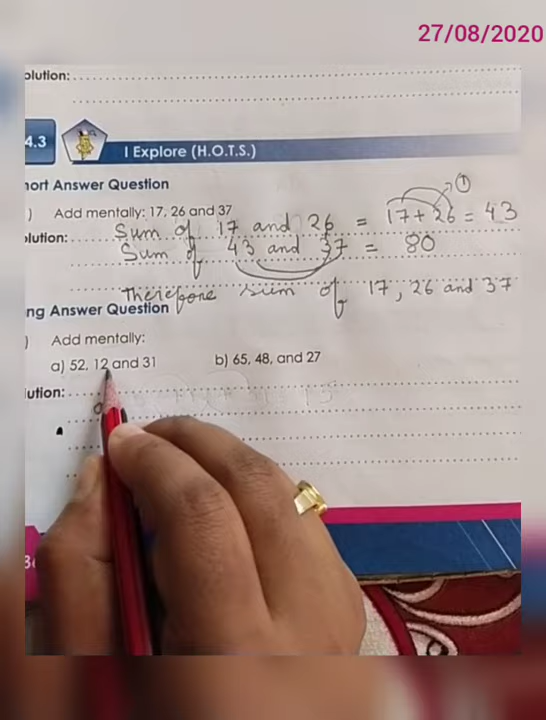 27/08/2020
olution:
4.3
I Explore (H.O.T.S.)
ort Answer Question
) Add mentally: 17, 26 and 37
olution: Sum of 17 and 26 = 17 + 26 = 43
1
Sum of 43 and 37 = 80
Therefore sum of 17, 26 and 37
ng Answer Question
) Add mentally:
a) 52, 12 and 31 b) 65, 48, and 27
ution: